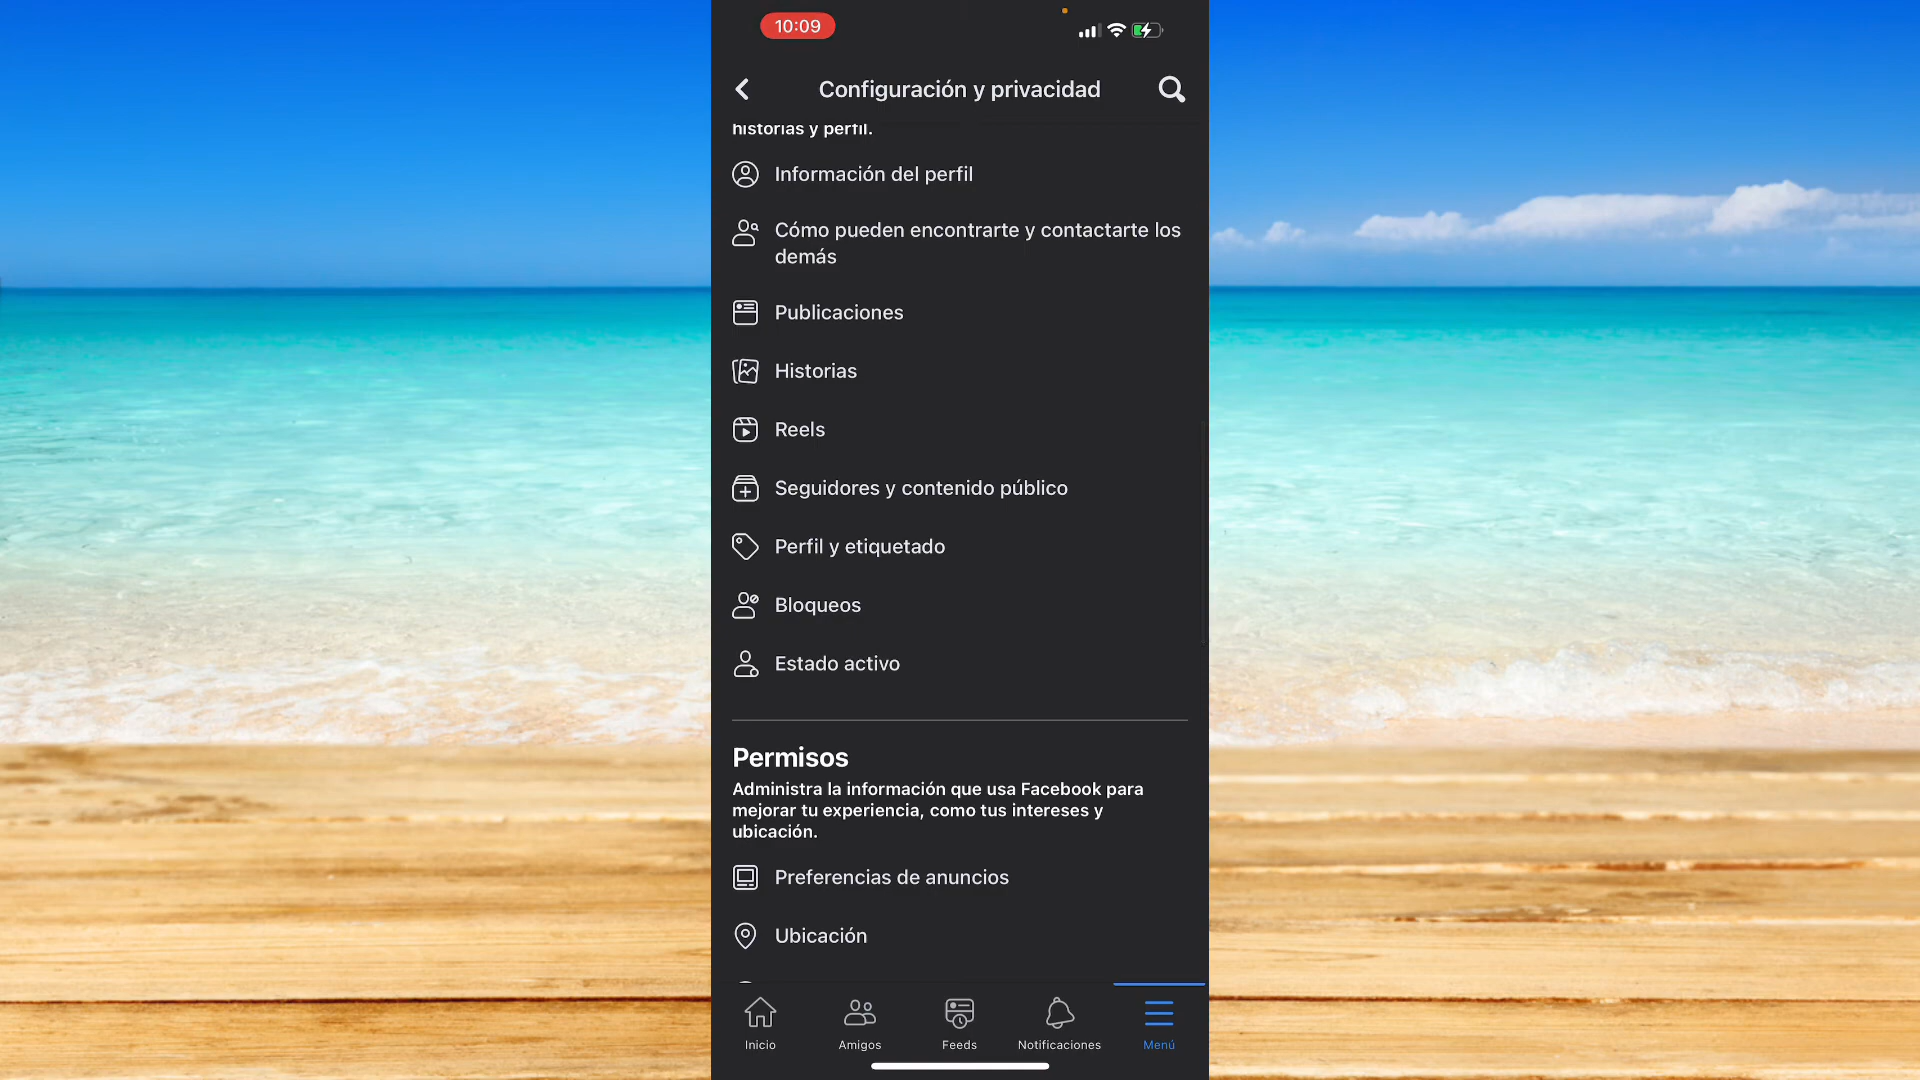 10:09
Configuración y privacidad
historias y perfil.
Información del perfil
Cómo pueden encontrarte y contactarte los
demás
Publicaciones
Historias
Reels
Seguidores y contenido público
Perfil y etiquetado
Bloqueos
Estado activo
Permisos
Administra la información que usa Facebook para
mejorar tu experiencia, como tus intereses y
ubicación.
Preferencias de anuncios
Ubicación
Inicio
Amigos
Feeds
Notificaciones
Menú